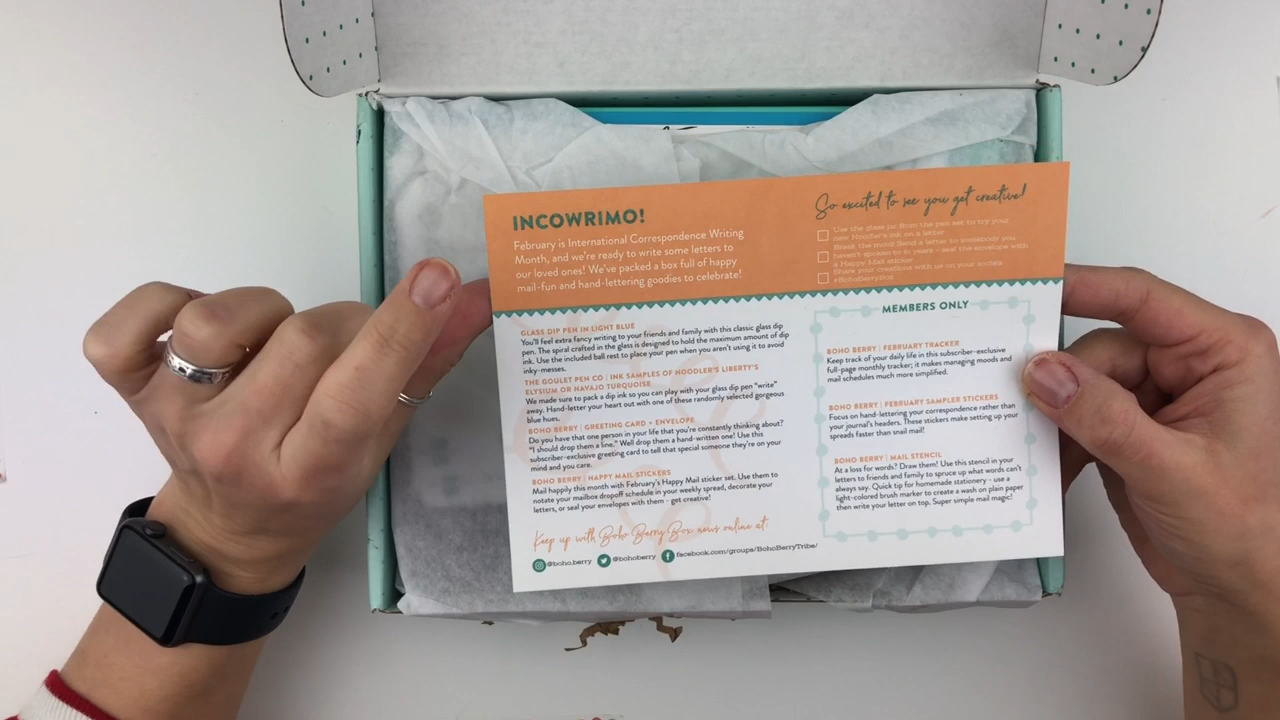 INCOWRIMO!
February is International Correspondence Writing
Month, and we're ready to write some letters to
our loved ones! We've packed a box full of happy
mail-fun and hand-lettering goodies to celebrate!
So excited to see you get creative!
Use the glass jar from the pen set to try your
new Noodler's ink on a letter
Break the mold! Send a letter to somebody you
haven't spoken to in years - seal the envelope with
a Happy Mail sticker
Share your creations with us on your socials
#BohoBerryBox
GLASS DIP PEN IN LIGHT BLUE
You'll feel extra fancy writing to your friends and family with this classic glass dip
pen. The spiral crafted in the glass is designed to hold the maximum amount of dip
ink. Use the included ball rest to place your pen when you aren't using it to avoid
inky-messes.
THE GOULET PEN CO | INK SAMPLES OF NOODLER'S LIBERTY'S
ELYSIUM OR NAVAJO TURQUOISE
We made sure to pack a dip ink so you can play with your glass dip pen "write"
away. Hand-letter your heart out with one of these randomly selected gorgeous
blue hues.
BOHO BERRY | GREETING CARD + ENVELOPE
Do you have that one person in your life that you're constantly thinking about?
"I should drop them a line." Well drop them a hand-written one! Use this
subscriber-exclusive greeting card to tell that special someone they're on your
mind and you care.
BOHO BERRY | HAPPY MAIL STICKERS
Mail happily this month with February's Happy Mail sticker set. Use them to
notate your mailbox dropoff schedule in your weekly spread, decorate your
letters, or seal your envelopes with them - get creative!
Keep up with Boho Berry Box news online at:
@boho.berry @bohoberry facebook.com/groups/BohoBerryTribe/
MEMBERS ONLY
BOHO BERRY | FEBRUARY TRACKER
Keep track of your daily life in this subscriber-exclusive
full-page monthly tracker; it makes managing moods and
mail schedules much more simplified.
BOHO BERRY | FEBRUARY SAMPLER STICKERS
Focus on hand-lettering your correspondence rather than
your journal's headers. These stickers make setting up your
spreads faster than snail mail!
BOHO BERRY | MAIL STENCIL
At a loss for words? Draw them! Use this stencil in your
letters to friends and family to spruce up what words can't
always say. Quick tip for homemade stationery - use a
light-colored brush marker to create a wash on plain paper
then write your letter on top. Super simple mail magic!